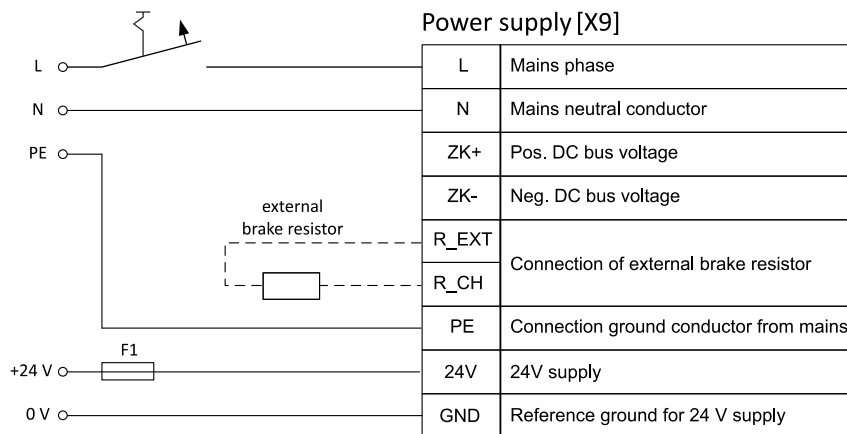 Power supply [X9]
L L Mains phase
N N Mains neutral conductor
PE ZK+ Pos. DC bus voltage
ZK- Neg. DC bus voltage
external
brake resistor
R_EXT
Connection of external brake resistor
R_CH
PE Connection ground conductor from mains
F1
+24 V 24V 24V supply
0 V GND Reference ground for 24 V supply